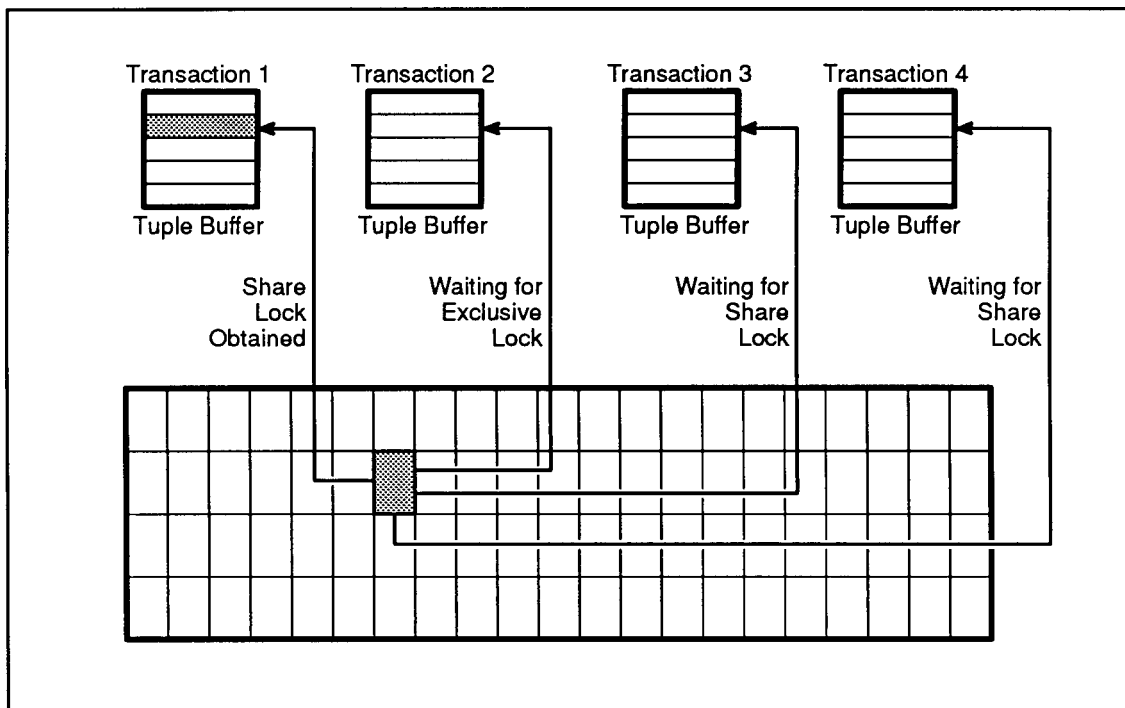 Transaction 1
Transaction 2
Transaction 3
Transaction 4
Tuple Buffer
Tuple Buffer
Tuple Buffer
Tuple Buffer
Share
Lock
Obtained
Waiting for
Exclusive
Lock
Waiting for
Share
Lock
Waiting for
Share
Lock